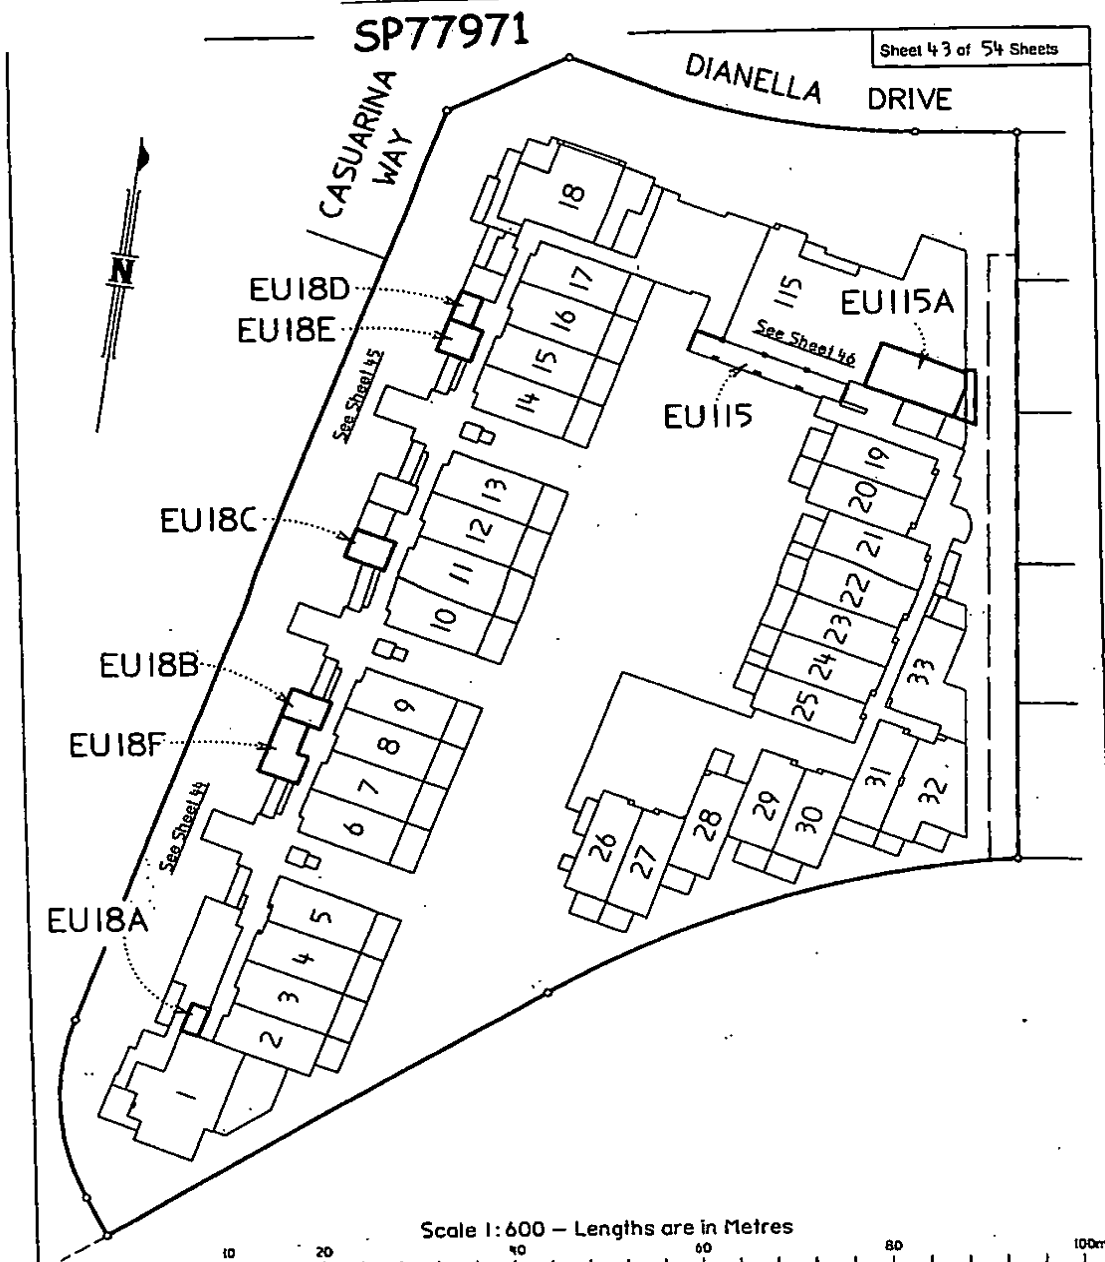 SP77971
Sheet 43 of 54 Sheets
DIANELLA DRIVE
CASUARINA
WAY
N
18
17
16
15
14
115
EU18D
EU18E
EU115A
See Sheet 46
See Sheet 45
EU115
13
12
11
10
19
20
21
22
23
24
25
33
EU18C
EU18B
EU18F
9
8
7
6
See Sheet 44
26
27
28
29
30
31
32
EU18A
5
4
3
2
1
Scale 1:600 – Lengths are in Metres
10 20 40 60 80 100m